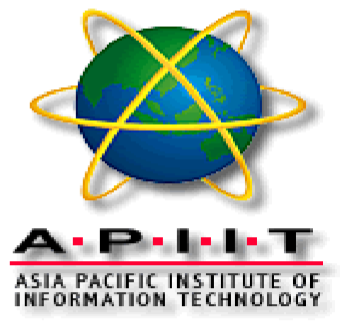 A·P·I·I·T
ASIA PACIFIC INSTITUTE OF
INFORMATION TECHNOLOGY